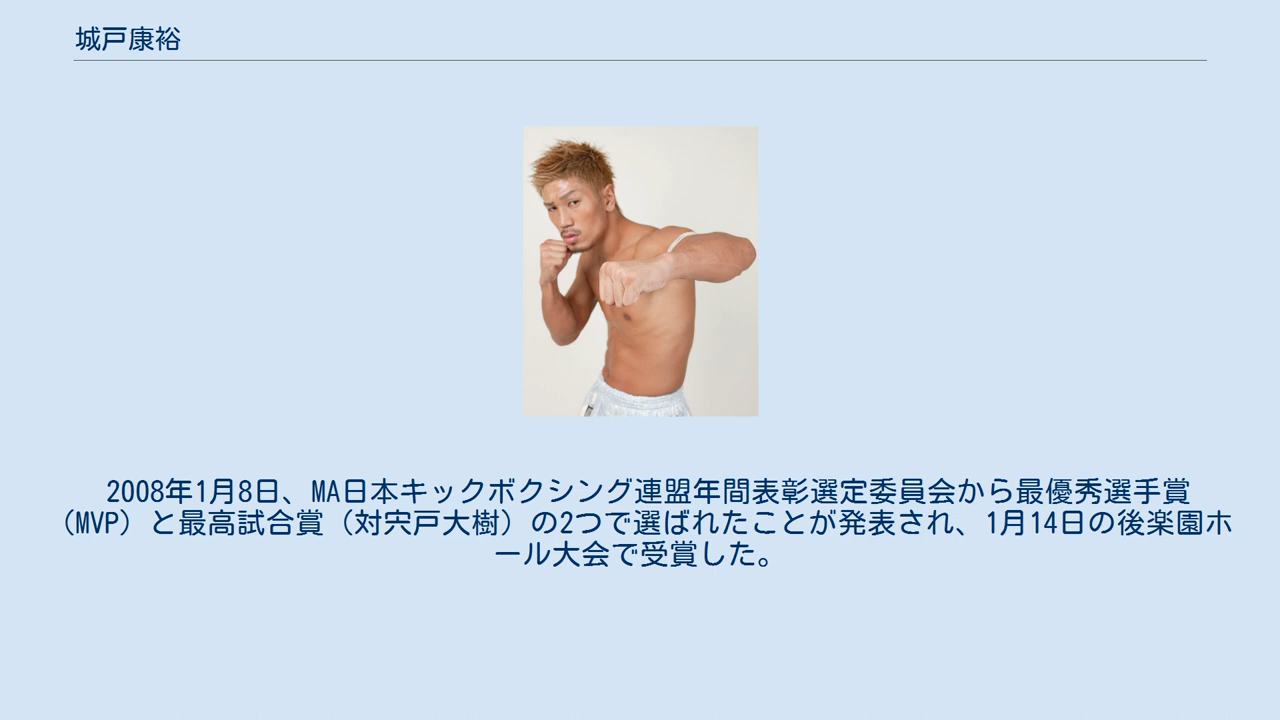 城戸康裕
2008年1月8日、MA日本キックボクシング連盟年間表彰選定委員会から最優秀選手賞
（MVP）と最高試合賞（対宍戸大樹）の2つで選ばれたことが発表され、1月14日の後楽園ホ
ール大会で受賞した。